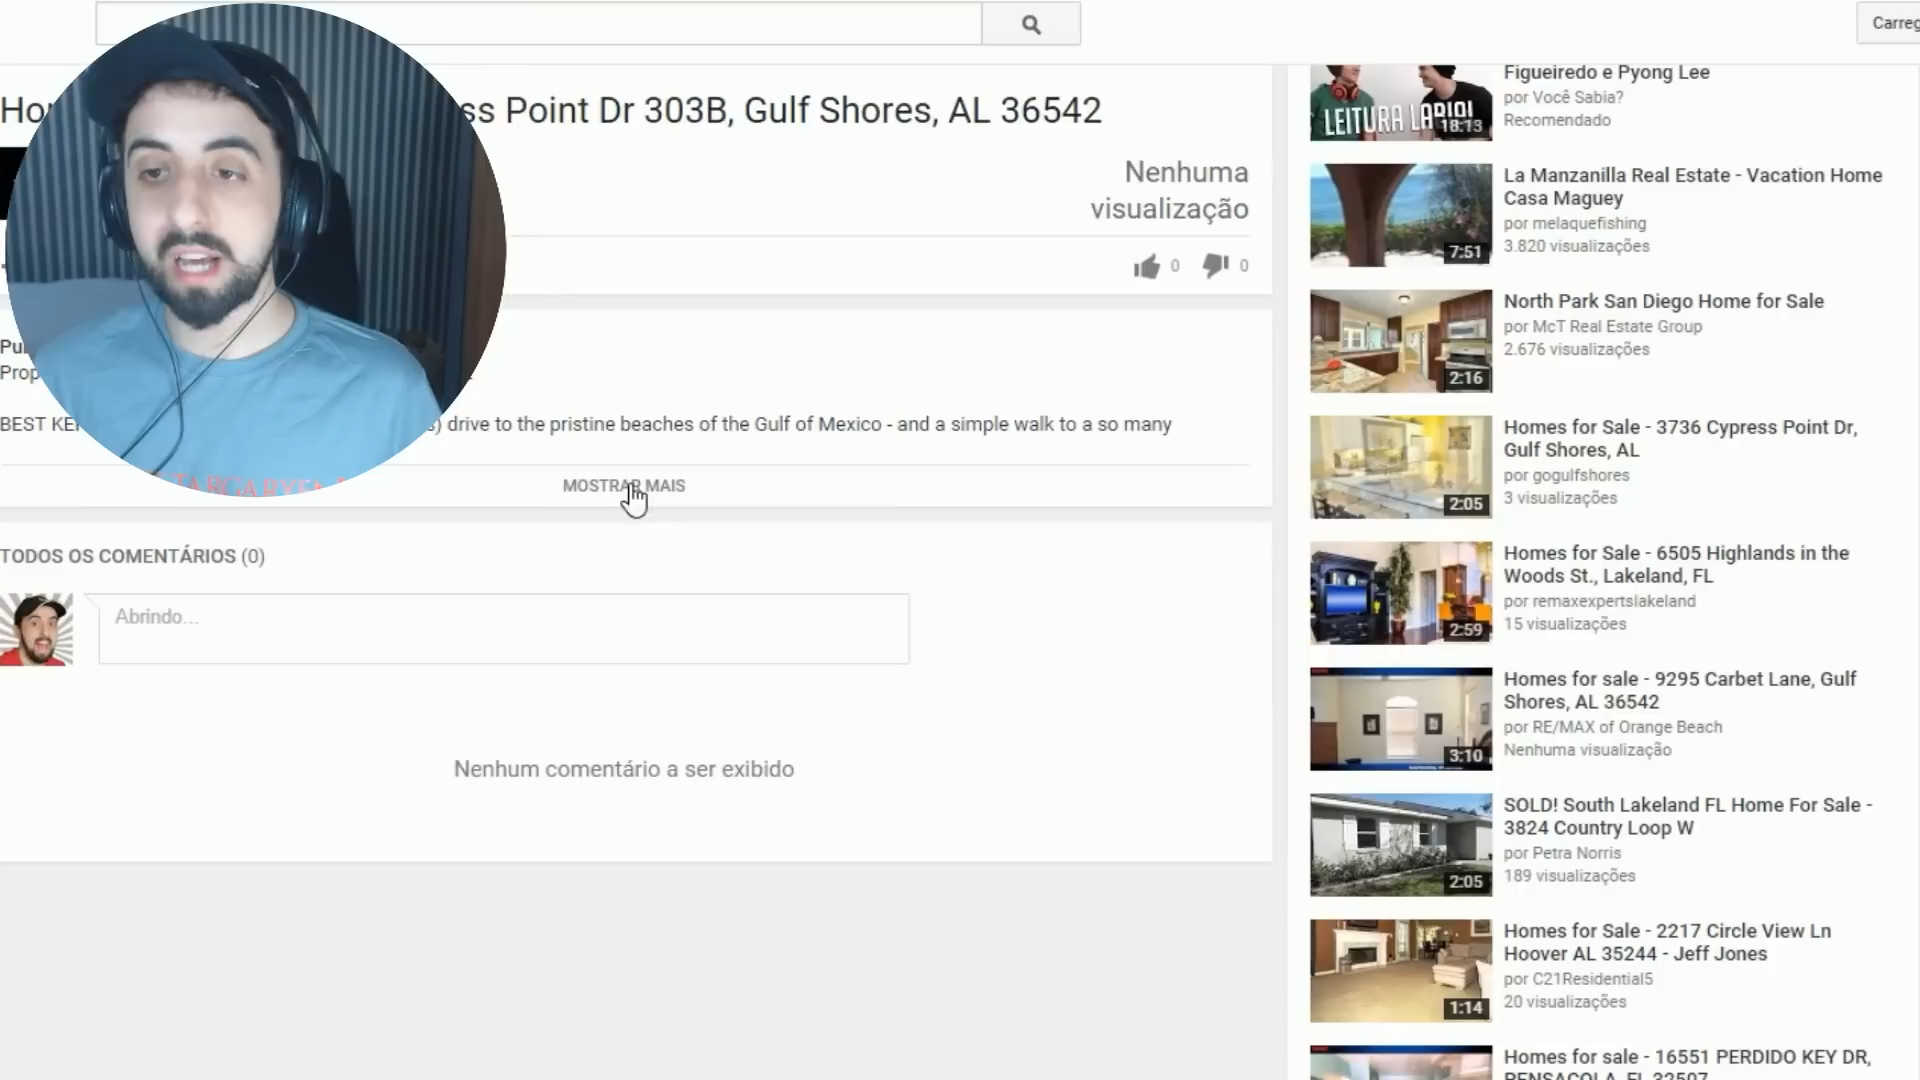 Carreg
Ho
ss Point Dr 303B, Gulf Shores, AL 36542
Nenhuma
visualização
0
0
Prop
BEST KE
drive to the pristine beaches of the Gulf of Mexico - and a simple walk to a so many
MOSTRAR MAIS
TODOS OS COMENTÁRIOS (0)
Abrindo...
Nenhum comentário a ser exibido
LEITURA LABIAL
18:13
Figueiredo e Pyong Lee
por Você Sabia?
Recomendado
7:51
La Manzanilla Real Estate - Vacation Home
Casa Maguey
por melaquefishing
3.820 visualizações
2:16
North Park San Diego Home for Sale
por McT Real Estate Group
2.676 visualizações
2:05
Homes for Sale - 3736 Cypress Point Dr,
Gulf Shores, AL
por gogulfshores
3 visualizações
2:59
Homes for Sale - 6505 Highlands in the
Woods St., Lakeland, FL
por remaxexpertslakeland
15 visualizações
3:10
Homes for sale - 9295 Carbet Lane, Gulf
Shores, AL 36542
por RE/MAX of Orange Beach
Nenhuma visualização
2:05
SOLD! South Lakeland FL Home For Sale -
3824 Country Loop W
por Petra Norris
189 visualizações
1:14
Homes for Sale - 2217 Circle View Ln
Hoover AL 35244 - Jeff Jones
por C21Residential5
20 visualizações
Homes for sale - 16551 PERDIDO KEY DR,
PENSACOLA, FL 32507